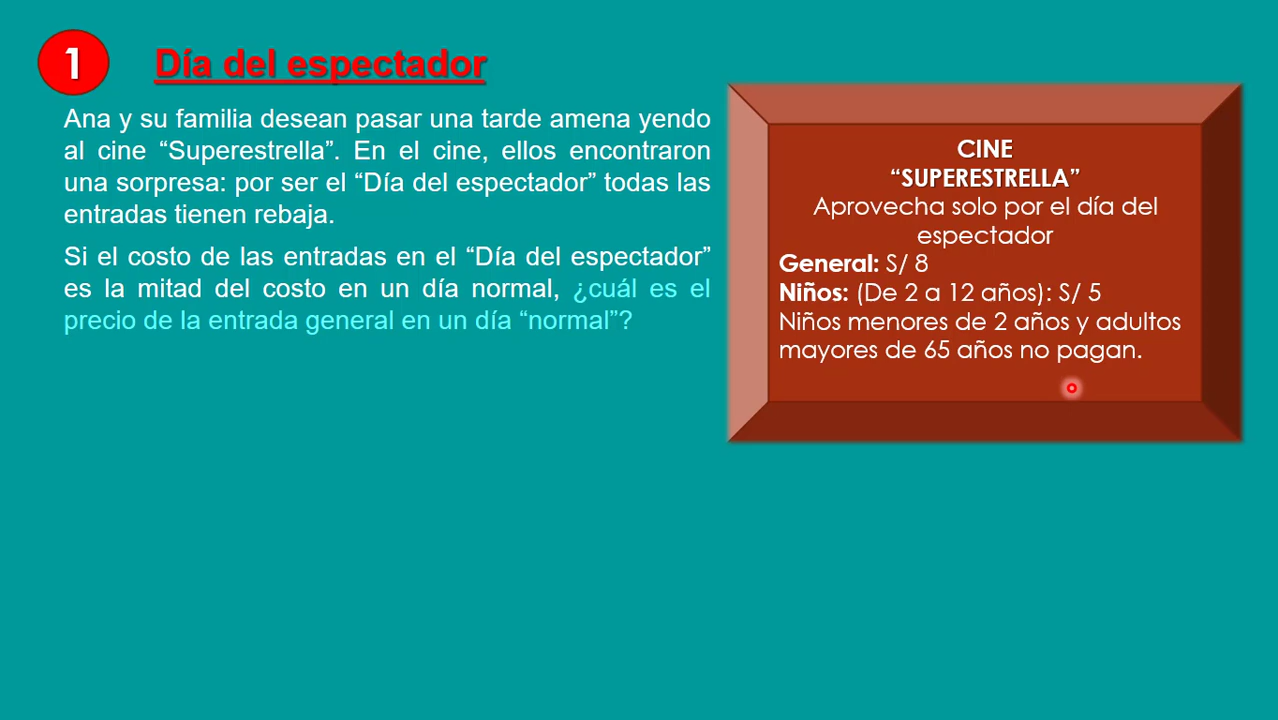 1
Día del espectador
Ana y su familia desean pasar una tarde amena yendo
al cine “Superestrella”. En el cine, ellos encontraron
una sorpresa: por ser el “Día del espectador” todas las
entradas tienen rebaja.
Si el costo de las entradas en el “Día del espectador”
es la mitad del costo en un día normal, ¿cuál es el
precio de la entrada general en un día “normal”?
CINE
“SUPERESTRELLA”
Aprovecha solo por el día del
espectador
General: S/ 8
Niños: (De 2 a 12 años): S/ 5
Niños menores de 2 años y adultos
mayores de 65 años no pagan.